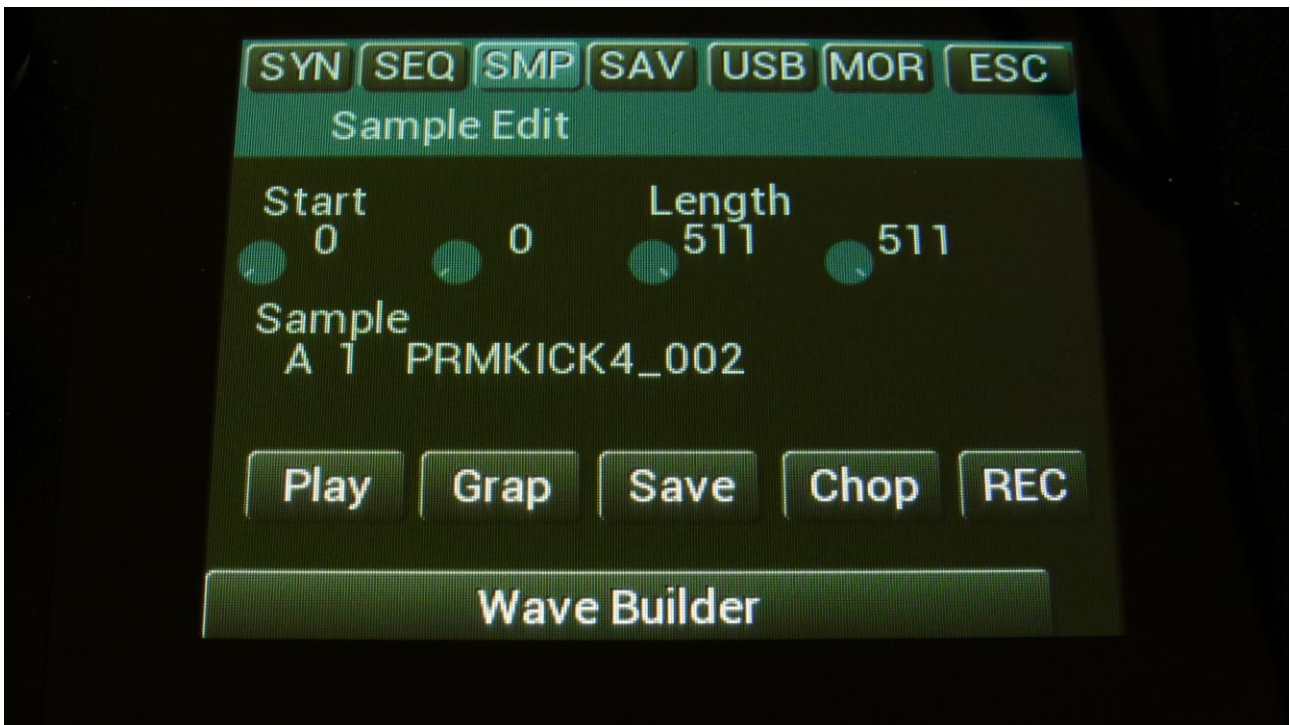 SYN SEQ SMP SAV USB MOR ESC
Sample Edit
Start Length
0 0 511 511
Sample
A 1 PRMKICK4_002
Play Grap Save Chop REC
Wave Builder